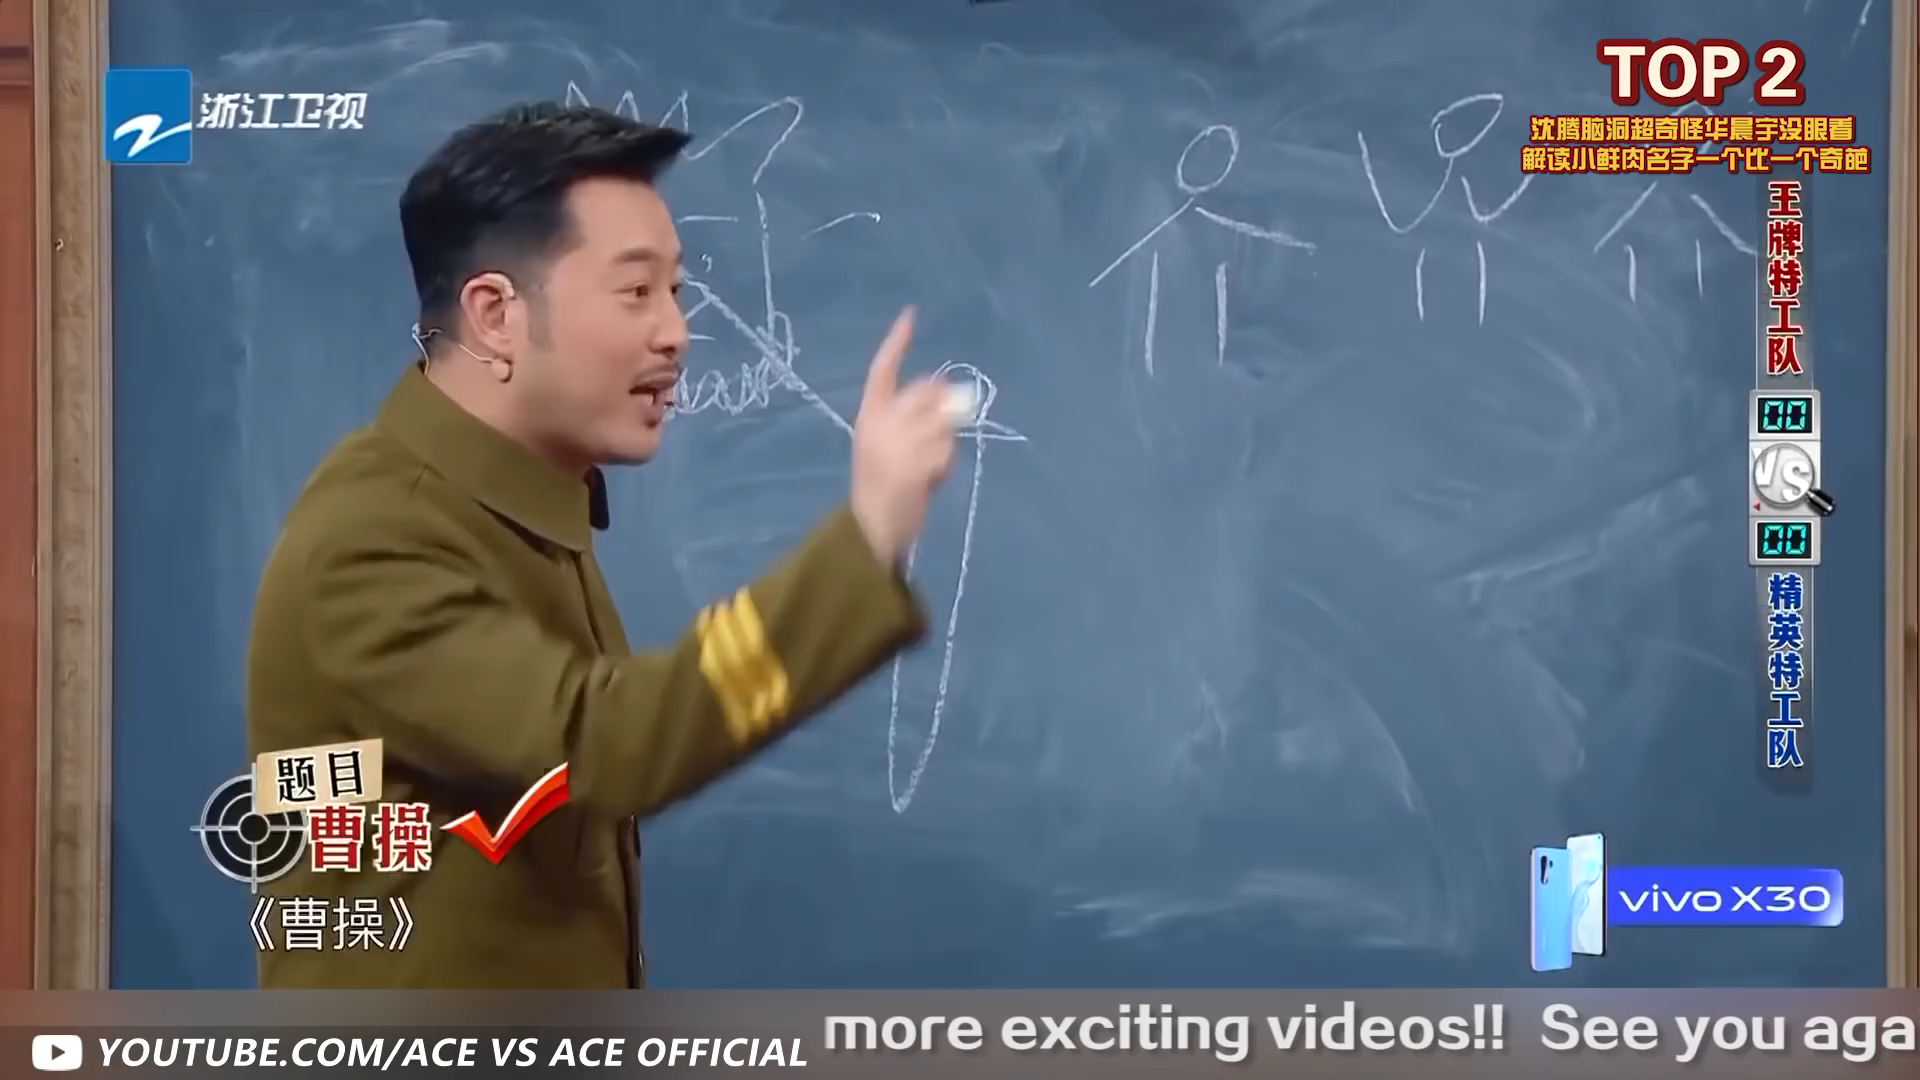 浙江卫视
TOP 2
沈腾脑洞超奇怪华晨宇没眼看
解读小鲜肉名字一个比一个奇葩
王牌特工队
00
VS
00
精英特工队
题目
曹操
《曹操》
vivo X30
more exciting videos!! See you aga
YOUTUBE.COM/ACE VS ACE OFFICIAL